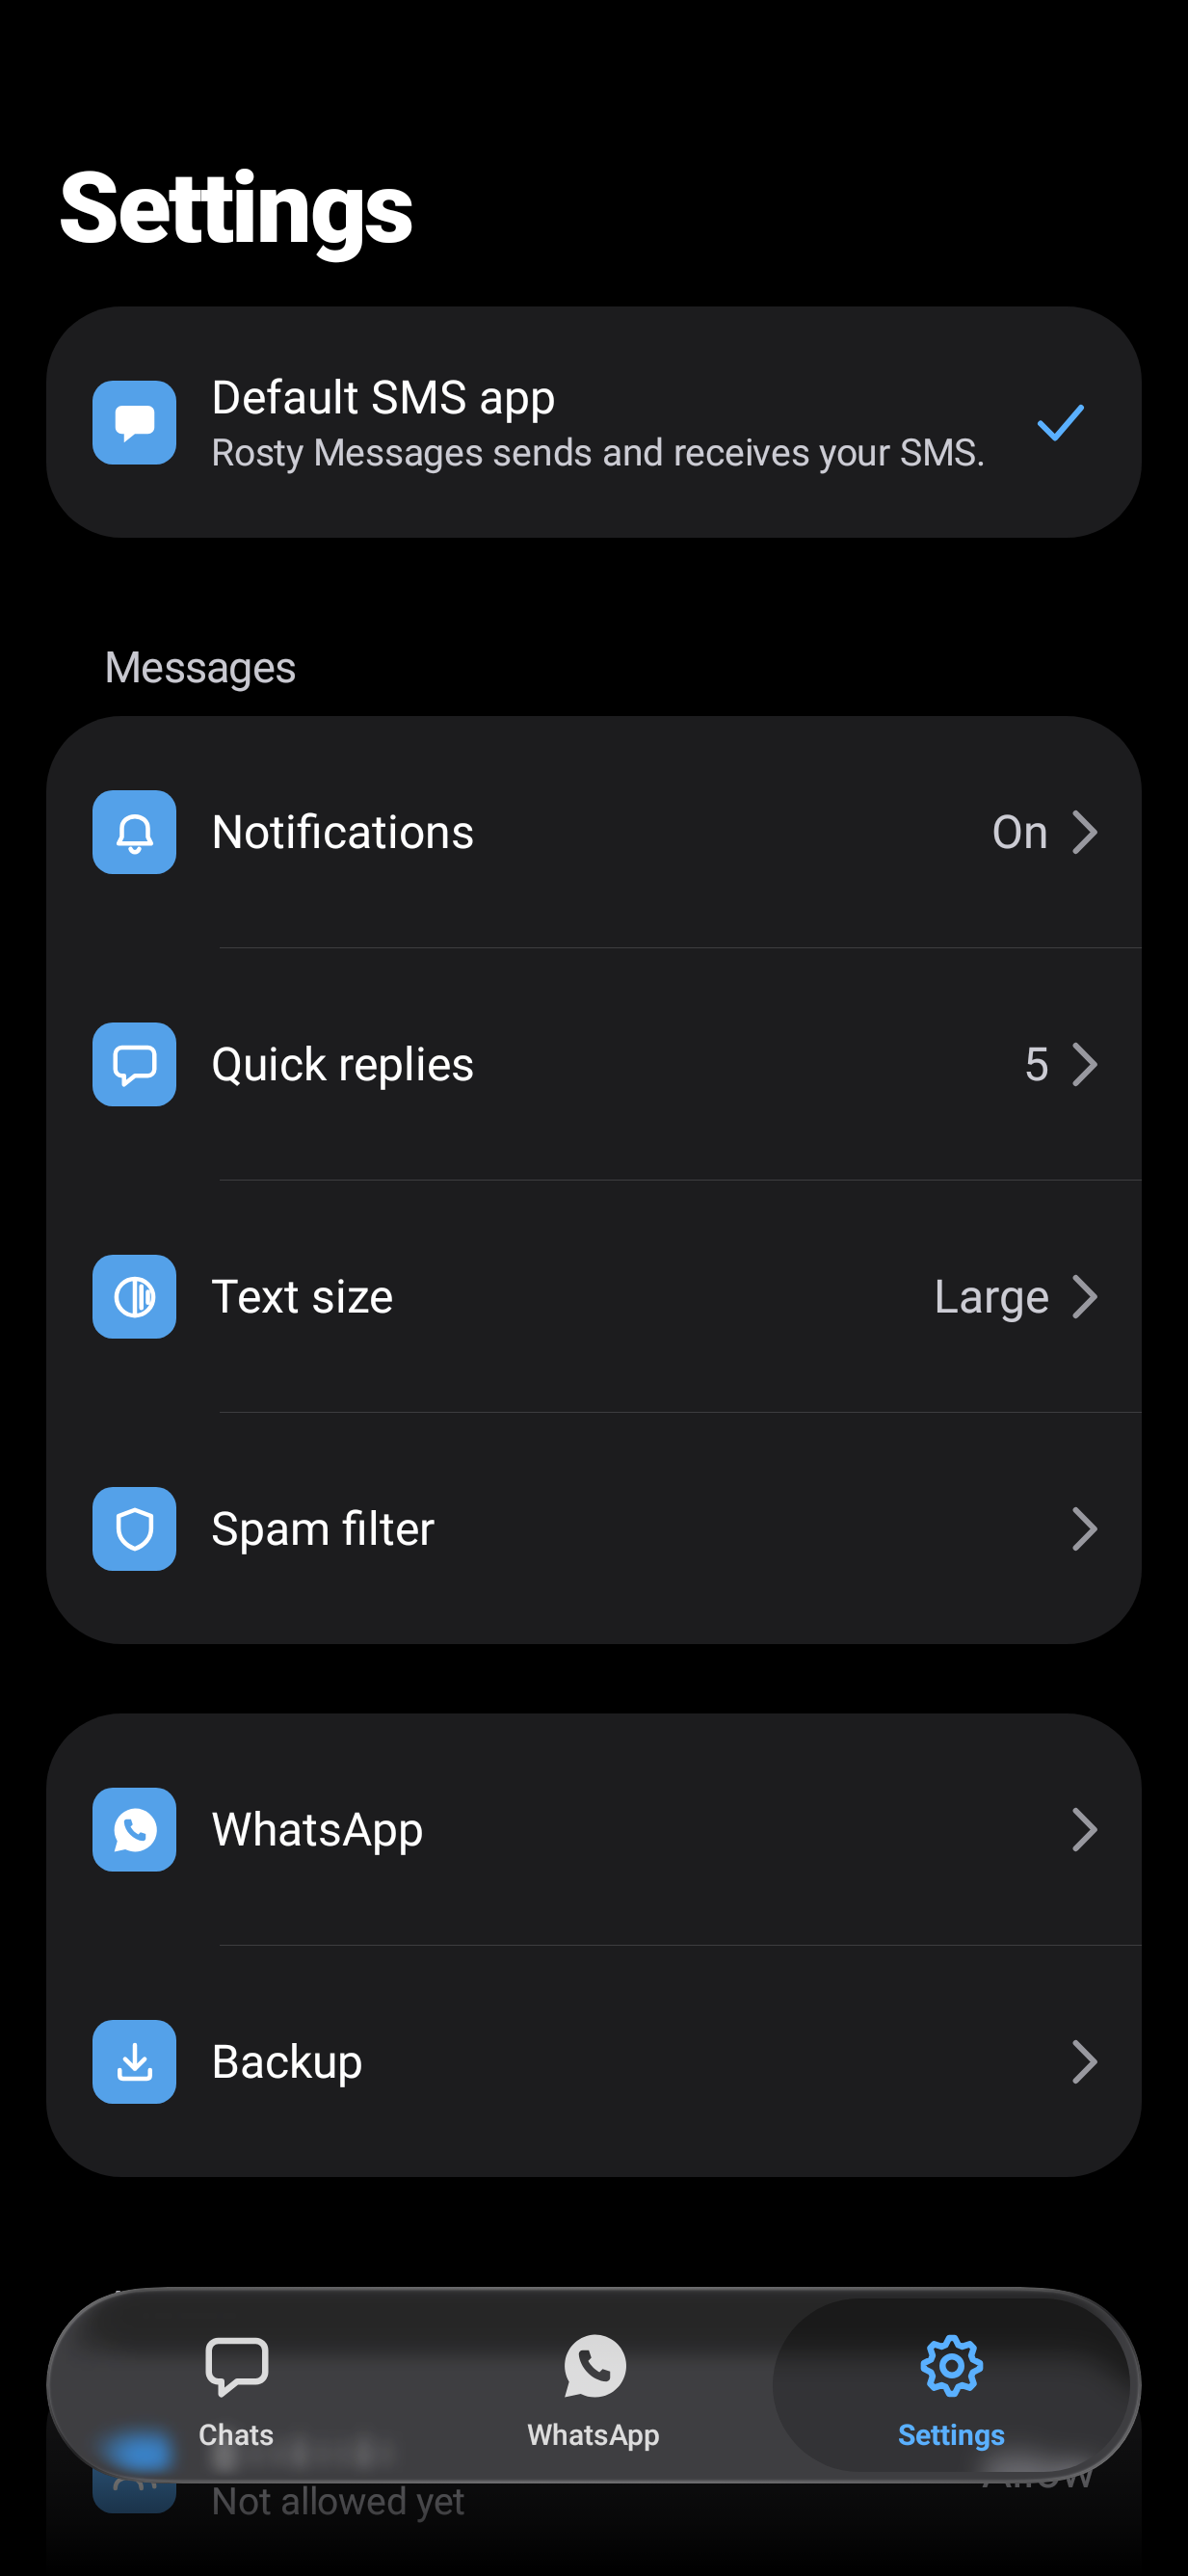 Settings
Default SMS app
Rosty Messages sends and receives your SMS.
Messages
Notifications
On
Quick replies
5
Text size
Large
Spam filter
WhatsApp
Backup
Chats
WhatsApp
Settings
Not allowed yet